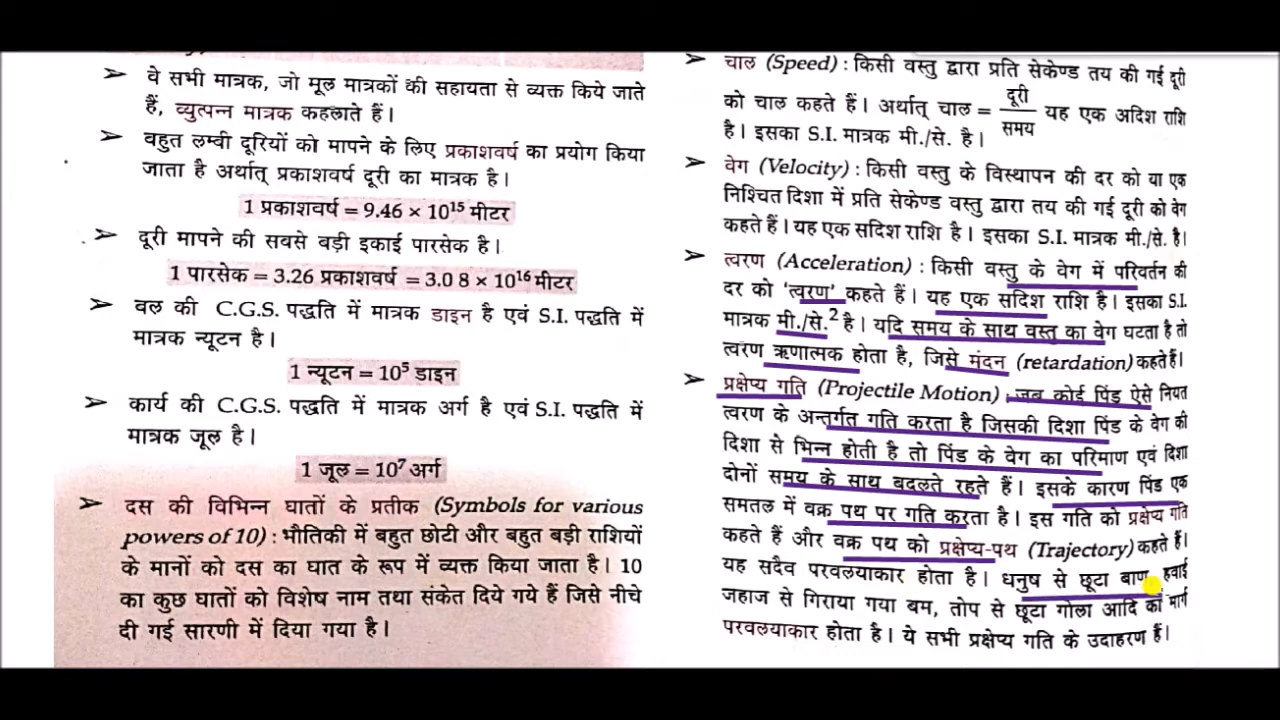 वे सभी मात्रक, जो मूल मात्रकों की सहायता से व्यक्त किये जाते
हैं, व्युत्पन्न मात्रक कहलाते हैं।
बहुत लम्बी दूरियों को मापने के लिए प्रकाशवर्ष का प्रयोग किया
जाता है अर्थात् प्रकाशवर्ष दूरी का मात्रक है।
1 प्रकाशवर्ष = 9.46 × 10¹⁵ मीटर
दूरी मापने की सबसे बड़ी इकाई पारसेक है।
1 पारसेक = 3.26 प्रकाशवर्ष = 3.0 8 × 10¹⁶ मीटर
बल की C.G.S. पद्धति में मात्रक डाइन है एवं S.I. पद्धति में
मात्रक न्यूटन है।
1 न्यूटन = 10⁵ डाइन
कार्य की C.G.S. पद्धति में मात्रक अर्ग है एवं S.I. पद्धति में
मात्रक जूल है।
1 जूल = 10⁷ अर्ग
दस की विभिन्न घातों के प्रतीक (Symbols for various
powers of 10) : भौतिकी में बहुत छोटी और बहुत बड़ी राशियों
के मानों को दस का घात के रूप में व्यक्त किया जाता है। 10
का कुछ घातों को विशेष नाम तथा संकेत दिये गये हैं जिसे नीचे
दी गई सारणी में दिया गया है।
चाल (Speed) : किसी वस्तु द्वारा प्रति सेकेण्ड तय की गई दूरी
को चाल कहते हैं। अर्थात् चाल = दूरी/समय यह एक अदिश राशि
है। इसका S.I. मात्रक मी./से. है।
वेग (Velocity) : किसी वस्तु के विस्थापन की दर को या एक
निश्चित दिशा में प्रति सेकेण्ड वस्तु द्वारा तय की गई दूरी को वेग
कहते हैं। यह एक सदिश राशि है। इसका S.I. मात्रक मी./से. है।
त्वरण (Acceleration) : किसी वस्तु के वेग में परिवर्तन की
दर को 'त्वरण' कहते हैं। यह एक सदिश राशि है। इसका S.I.
मात्रक मी./से.² है। यदि समय के साथ वस्तु का वेग घटता है तो
त्वरण ऋणात्मक होता है, जिसे मंदन (retardation) कहते हैं।
प्रक्षेप्य गति (Projectile Motion) : जब कोई पिंड ऐसे नियत
त्वरण के अन्तर्गत गति करता है जिसकी दिशा पिंड के वेग की
दिशा से भिन्न होती है तो पिंड के वेग का परिमाण एवं दिशा
दोनों समय के साथ बदलते रहते हैं। इसके कारण पिंड एक
समतल में वक्र पथ पर गति करता है। इस गति को प्रक्षेप्य गति
कहते हैं और वक्र पथ को प्रक्षेप्य-पथ (Trajectory) कहते हैं।
यह सदैव परवलयाकार होता है। धनुष से छूटा बाण हवाई
जहाज से गिराया गया बम, तोप से छूटा गोला आदि का मार्ग
परवलयाकार होता है। ये सभी प्रक्षेप्य गति के उदाहरण हैं।